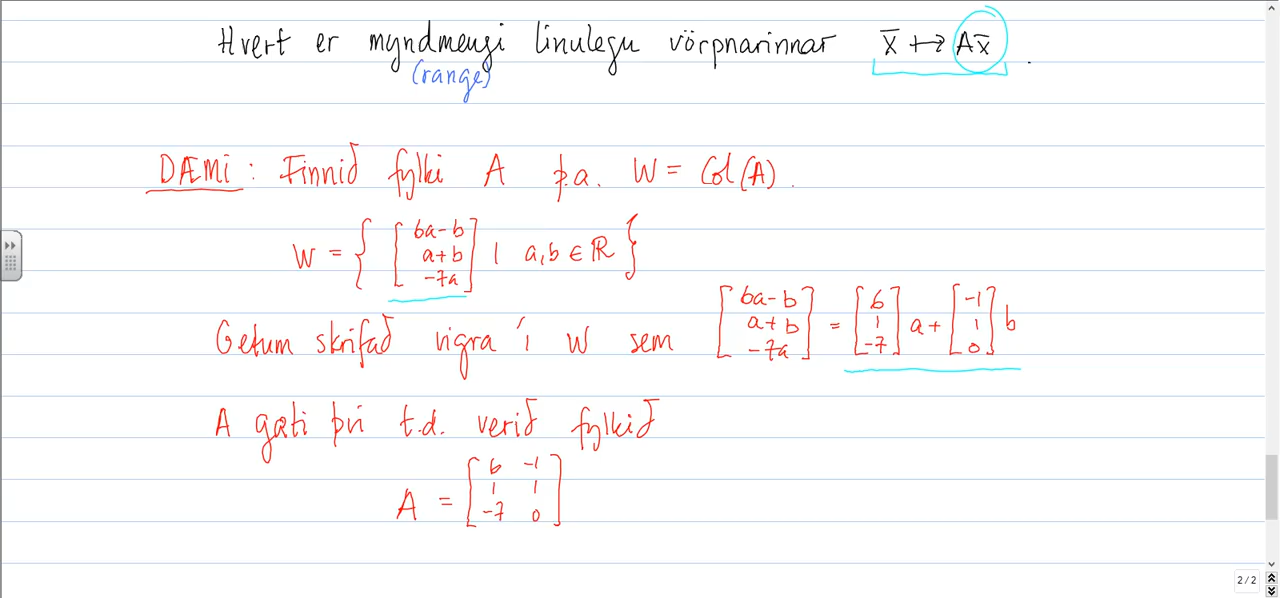 Hvert er myndmengi línulegu vörpnarinnar x̄ ↦ Ax̄ .
(range)
DÆMI : Finnið fylki A þ.a. W = Col(A).
W = { [6a-b; a+b; -7a] | a,b ∈ ℝ }
Getum skrifað vigra í W sem [6a-b; a+b; -7a] = [6; 1; -7] a + [-1; 1; 0] b
A gæti því t.d. verið fylkið
A = [6 -1; 1 1; -7 0]
2/2